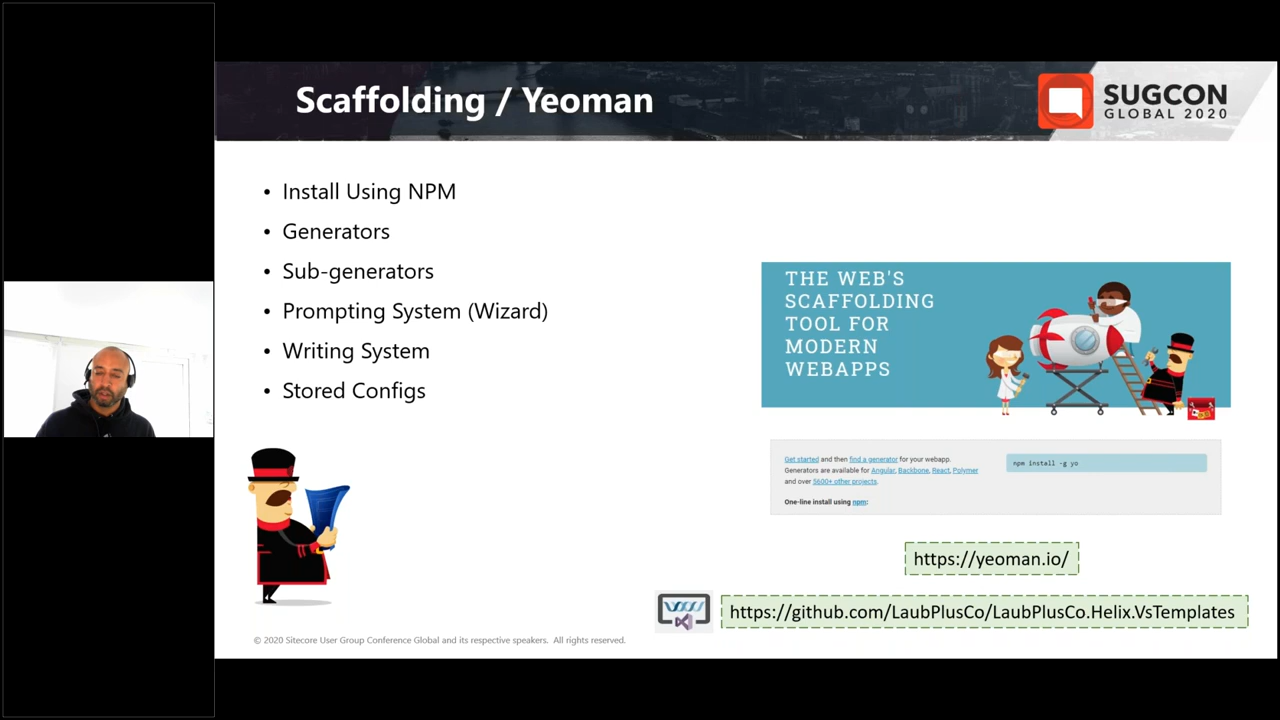 Scaffolding / Yeoman
SUGCON
GLOBAL 2020
• Install Using NPM
• Generators
• Sub-generators
• Prompting System (Wizard)
• Writing System
• Stored Configs
THE WEB'S
SCAFFOLDING
TOOL FOR
MODERN
WEBAPPS
Get started and then find a generator for your webapp.
Generators are available for Angular, Backbone, React, Polymer
and over 5600+ other projects.
One-line install using npm:
npm install -g yo
https://yeoman.io/
https://github.com/LaubPlusCo/LaubPlusCo.Helix.VsTemplates
© 2020 Sitecore User Group Conference Global and its respective speakers. All rights reserved.